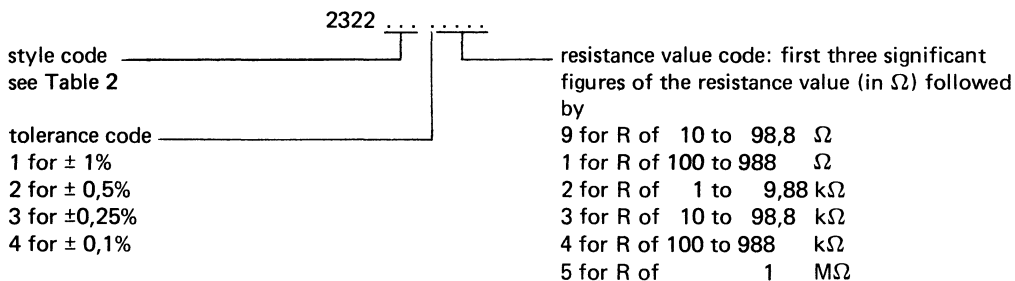 2322 ... .....
style code
see Table 2
tolerance code
1 for ± 1%
2 for ± 0,5%
3 for ±0,25%
4 for ± 0,1%
resistance value code: first three significant
figures of the resistance value (in Ω) followed
by
9 for R of 10 to 98,8 Ω
1 for R of 100 to 988 Ω
2 for R of 1 to 9,88 kΩ
3 for R of 10 to 98,8 kΩ
4 for R of 100 to 988 kΩ
5 for R of 1 MΩ